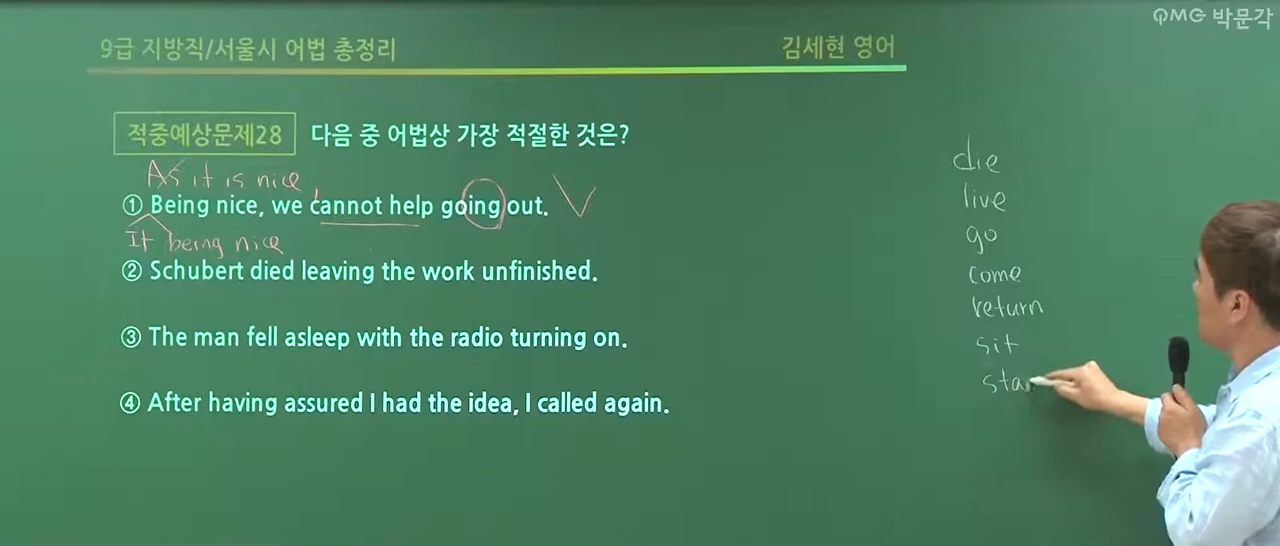 PMG 박문각
9급 지방직/서울시 어법 총정리
김세현 영어
적중예상문제28 다음 중 어법상 가장 적절한 것은?
As it is nice,
① Being nice, we cannot help going out.
It being nice
② Schubert died leaving the work unfinished.
③ The man fell asleep with the radio turning on.
④ After having assured I had the idea, I called again.
die
live
go
come
return
sit
sta